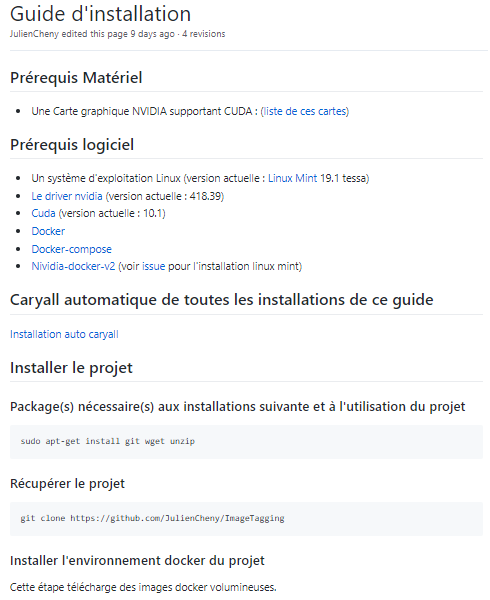 Guide d'installation
JulienCheny edited this page 9 days ago · 4 revisions
Prérequis Matériel
Une Carte graphique NVIDIA supportant CUDA : (liste de ces cartes)
Prérequis logiciel
Un système d'exploitation Linux (version actuelle : Linux Mint 19.1 tessa)
Le driver nvidia (version actuelle : 418.39)
Cuda (version actuelle : 10.1)
Docker
Docker-compose
Nividia-docker-v2 (voir issue pour l'installation linux mint)
Caryall automatique de toutes les installations de ce guide
Installation auto caryall
Installer le projet
Package(s) nécessaire(s) aux installations suivante et à l'utilisation du projet
sudo apt-get install git wget unzip
Récupérer le projet
git clone https://github.com/JulienCheny/ImageTagging
Installer l'environnement docker du projet
Cette étape télécharge des images docker volumineuses.